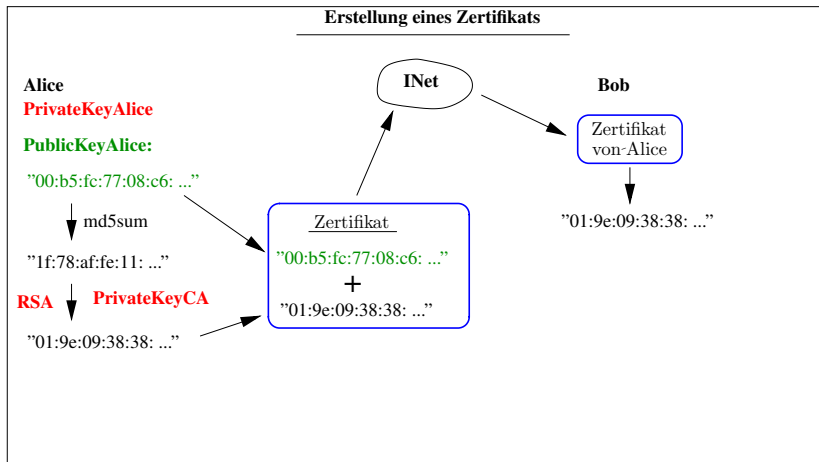 Erstellung eines Zertifikats
INet
Alice
Bob
PrivateKeyAlice
PublicKeyAlice:
Zertifikat
von-Alice
"00:b5:fc:77:08:c6: ..."
md5sum
Zertifikat
"01:9e:09:38:38: ..."
"1f:78:af:fe:11: ..."
"00:b5:fc:77:08:c6: ..."
+
RSA PrivateKeyCA
"01:9e:09:38:38: ..."
"01:9e:09:38:38: ..."